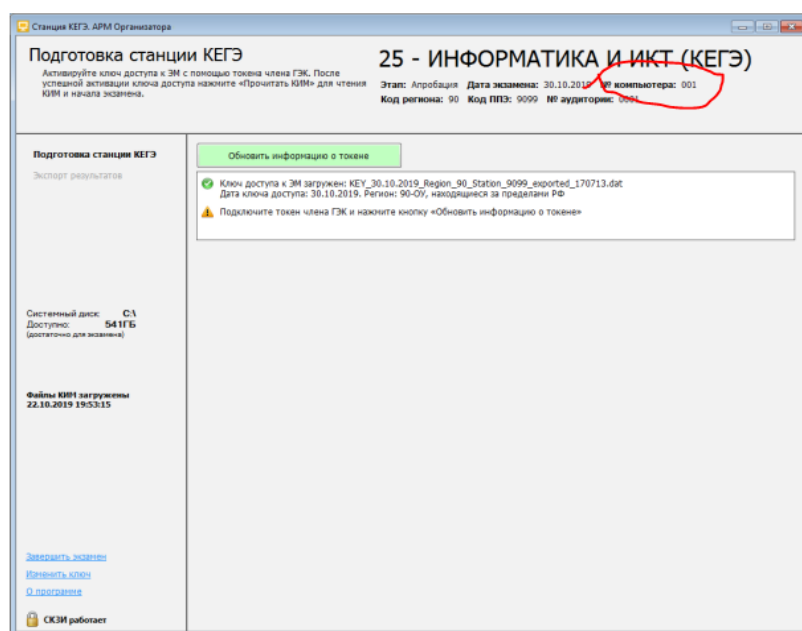 Станция КЕГЭ. АРМ Организатора
Подготовка станции КЕГЭ
Активируйте ключ доступа к ЭМ с помощью токена члена ГЭК. После
успешной активации ключа доступа нажмите «Прочитать КИМ» для чтения
КИМ и начала экзамена.
25 - ИНФОРМАТИКА И ИКТ (КЕГЭ)
Этап: Апробация Дата экзамена: 30.10.2019 № компьютера: 001
Код региона: 90 Код ППЭ: 9099 № аудитории: 0001
Подготовка станции КЕГЭ
Экспорт результатов
Обновить информацию о токене
Ключ доступа к ЭМ загружен: KEY_30.10.2019_Region_90_Station_9099_exported_170713.dat
Дата ключа доступа: 30.10.2019. Регион: 90-ОУ, находящиеся за пределами РФ
Подключите токен члена ГЭК и нажмите кнопку «Обновить информацию о токене»
Системный диск: C:\
Доступно: 541ГБ
(достаточно для экзамена)
Файлы КИМ загружены
22.10.2019 19:53:15
Завершить экзамен
Изменить ключ
О программе
СКЗИ работает